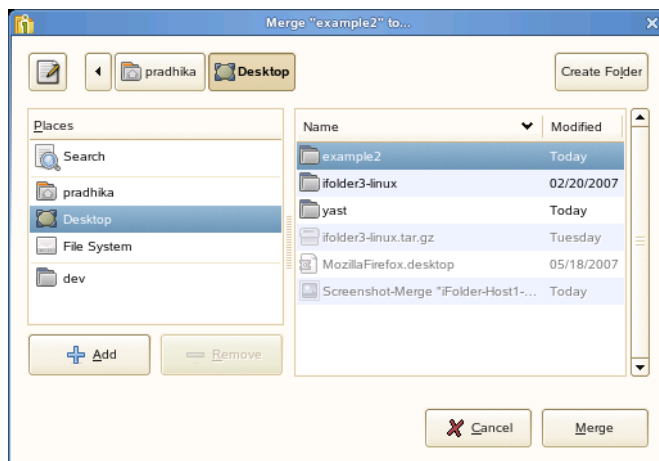 Merge "example2" to...
pradhika
Desktop
Create Folder
Places
Search
pradhika
Desktop
File System
dev
Add
Remove
Name
Modified
example2
Today
ifolder3-linux
02/20/2007
yast
Today
ifolder3-linux.tar.gz
Tuesday
MozillaFirefox.desktop
05/18/2007
Screenshot-Merge "iFolder-Host1-...
Today
Cancel
Merge